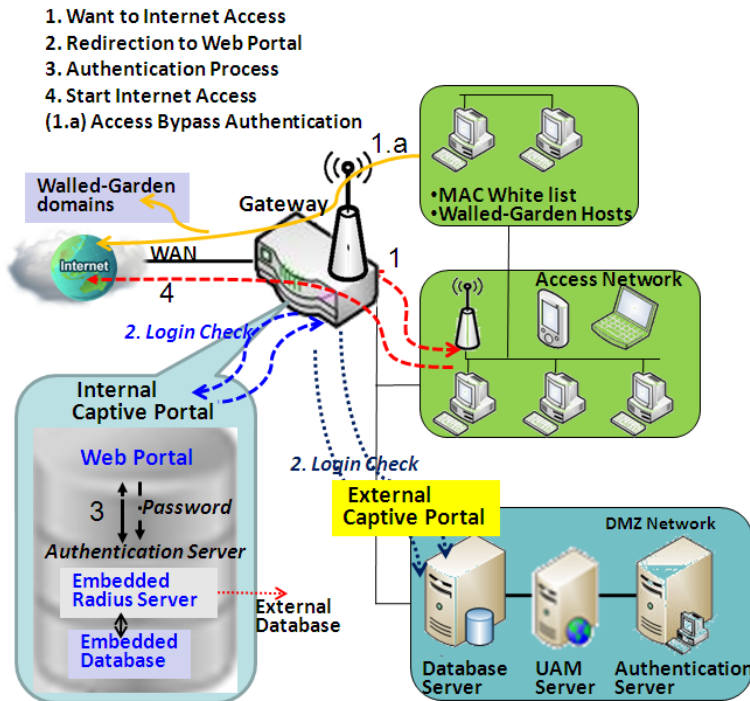 1. Want to Internet Access
2. Redirection to Web Portal
3. Authentication Process
4. Start Internet Access
(1.a) Access Bypass Authentication
1.a
Walled-Garden
domains
Gateway
•MAC White list
•Walled-Garden Hosts
Internet
WAN
1
4
Access Network
2. Login Check
Internal
Captive Portal
Web Portal
3
Password
Authentication Server
Embedded
Radius Server
Embedded
Database
External
Database
2. Login Check
External
Captive Portal
DMZ Network
Database
Server
UAM
Server
Authentication
Server